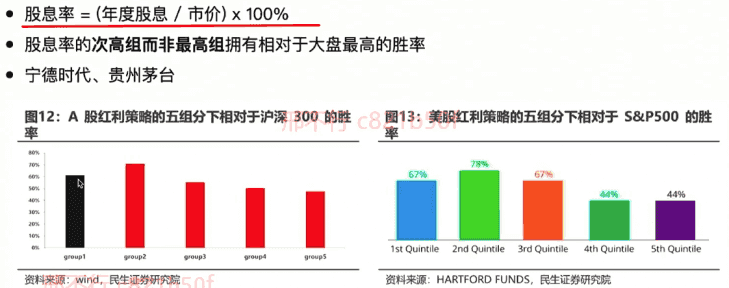 股息率 = (年度股息 / 市价) x 100%
股息率的次高组而非最高组拥有相对于大盘最高的胜率
宁德时代、贵州茅台
图12：A 股红利策略的五组分下相对于沪深 300 的胜
率
80%
70%
60%
50%
40%
30%
20%
10%
0%
group1 group2 group3 group4 group5
资料来源：wind，民生证券研究院
图13：美股红利策略的五组分下相对于 S&P500 的胜
率
67% 78% 67% 44% 44%
1st Quintile 2nd Quintile 3rd Quintile 4th Quintile 5th Quintile
资料来源：HARTFORD FUNDS，民生证券研究院